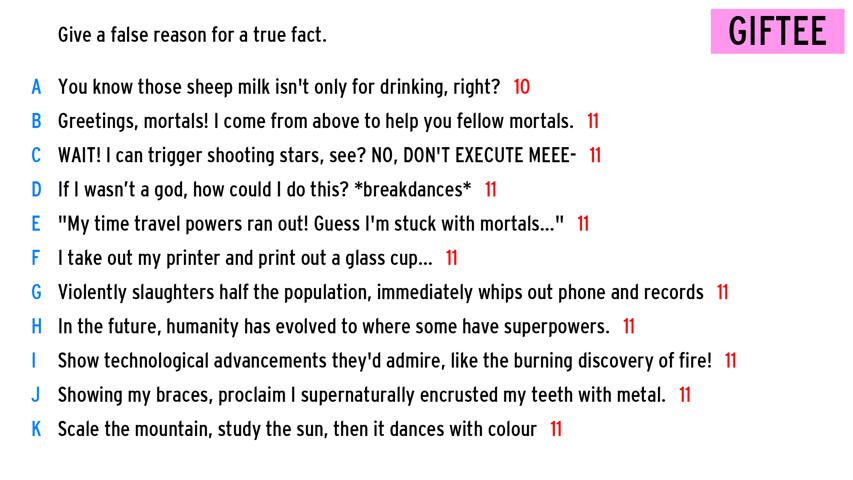 Give a false reason for a true fact.
GIFTEE
A You know those sheep milk isn't only for drinking, right? 10
B Greetings, mortals! I come from above to help you fellow mortals. 11
C WAIT! I can trigger shooting stars, see? NO, DON'T EXECUTE MEEE- 11
D If I wasn’t a god, how could I do this? *breakdances* 11
E "My time travel powers ran out! Guess I'm stuck with mortals..." 11
F I take out my printer and print out a glass cup... 11
G Violently slaughters half the population, immediately whips out phone and records 11
H In the future, humanity has evolved to where some have superpowers. 11
I Show technological advancements they'd admire, like the burning discovery of fire! 11
J Showing my braces, proclaim I supernaturally encrusted my teeth with metal. 11
K Scale the mountain, study the sun, then it dances with colour 11